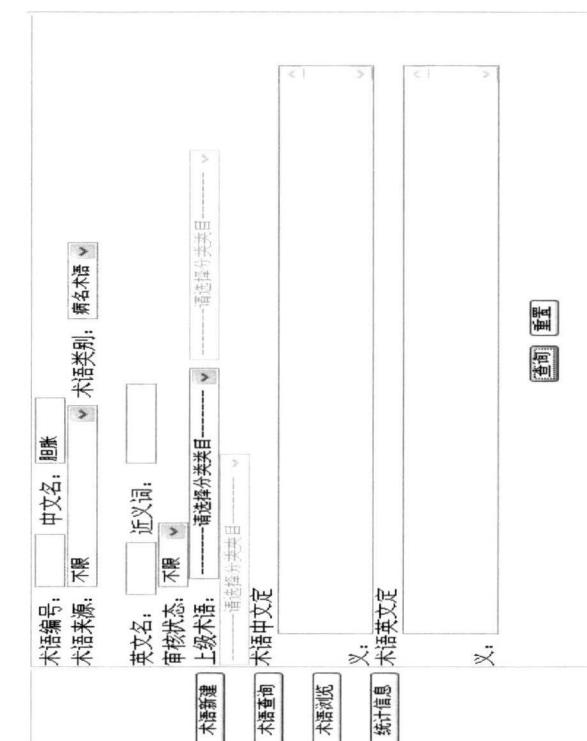 术语编号： 中文名：胆胀
术语来源：不限 术语类别：病名术语
英文名： 近义词：
审核状态：不限
上级术语：--------请选择分类类目-------- --------请选择分类类目--------
--------请选择分类类目--------
术语中文定
义：
术语英文定
义：
查询 重置
术语新建
术语查询
术语浏览
统计信息